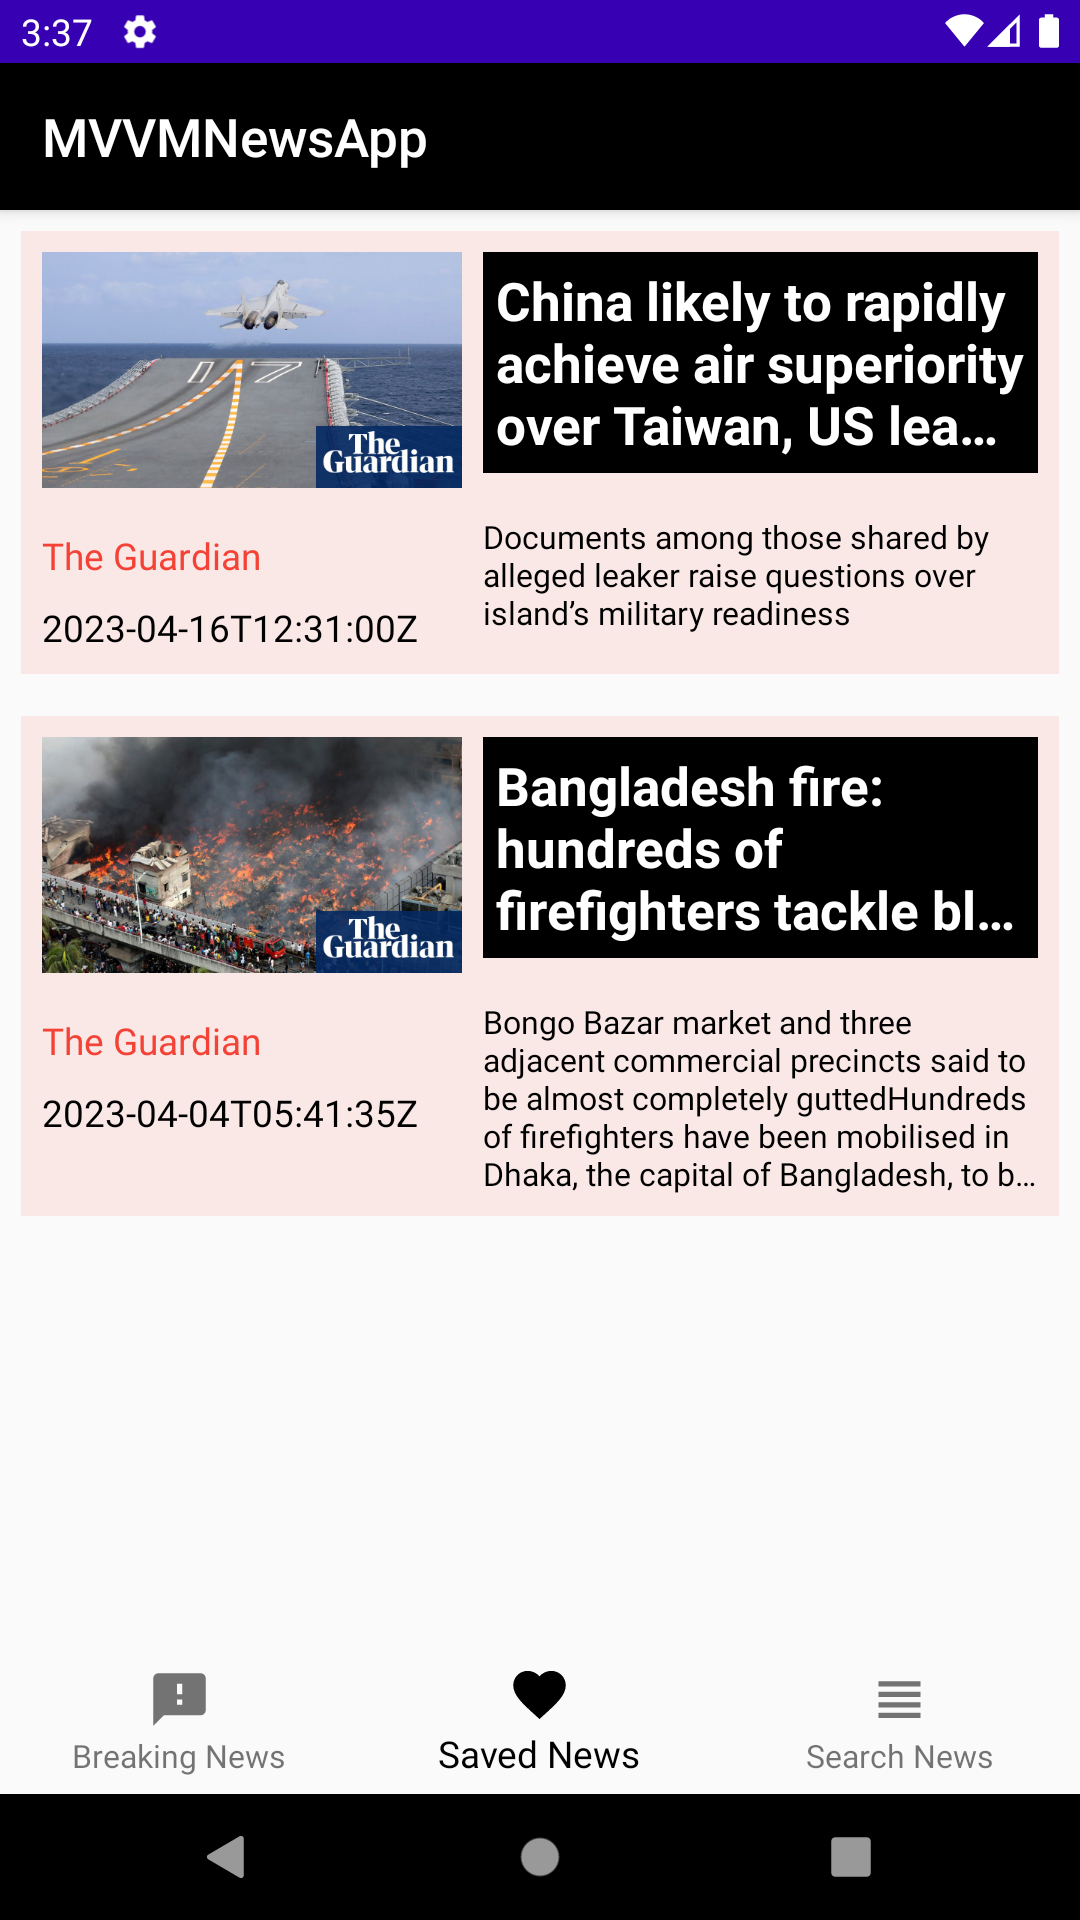 3:37
MVVMNewsApp
17
The
Guardian
China likely to rapidly
achieve air superiority
over Taiwan, US lea...
The Guardian
2023-04-16T12:31:00Z
Documents among those shared by
alleged leaker raise questions over
island’s military readiness
The
Guardian
Bangladesh fire:
hundreds of
firefighters tackle bl...
The Guardian
2023-04-04T05:41:35Z
Bongo Bazar market and three
adjacent commercial precincts said to
be almost completely guttedHundreds
of firefighters have been mobilised in
Dhaka, the capital of Bangladesh, to b...
Breaking News
Saved News
Search News